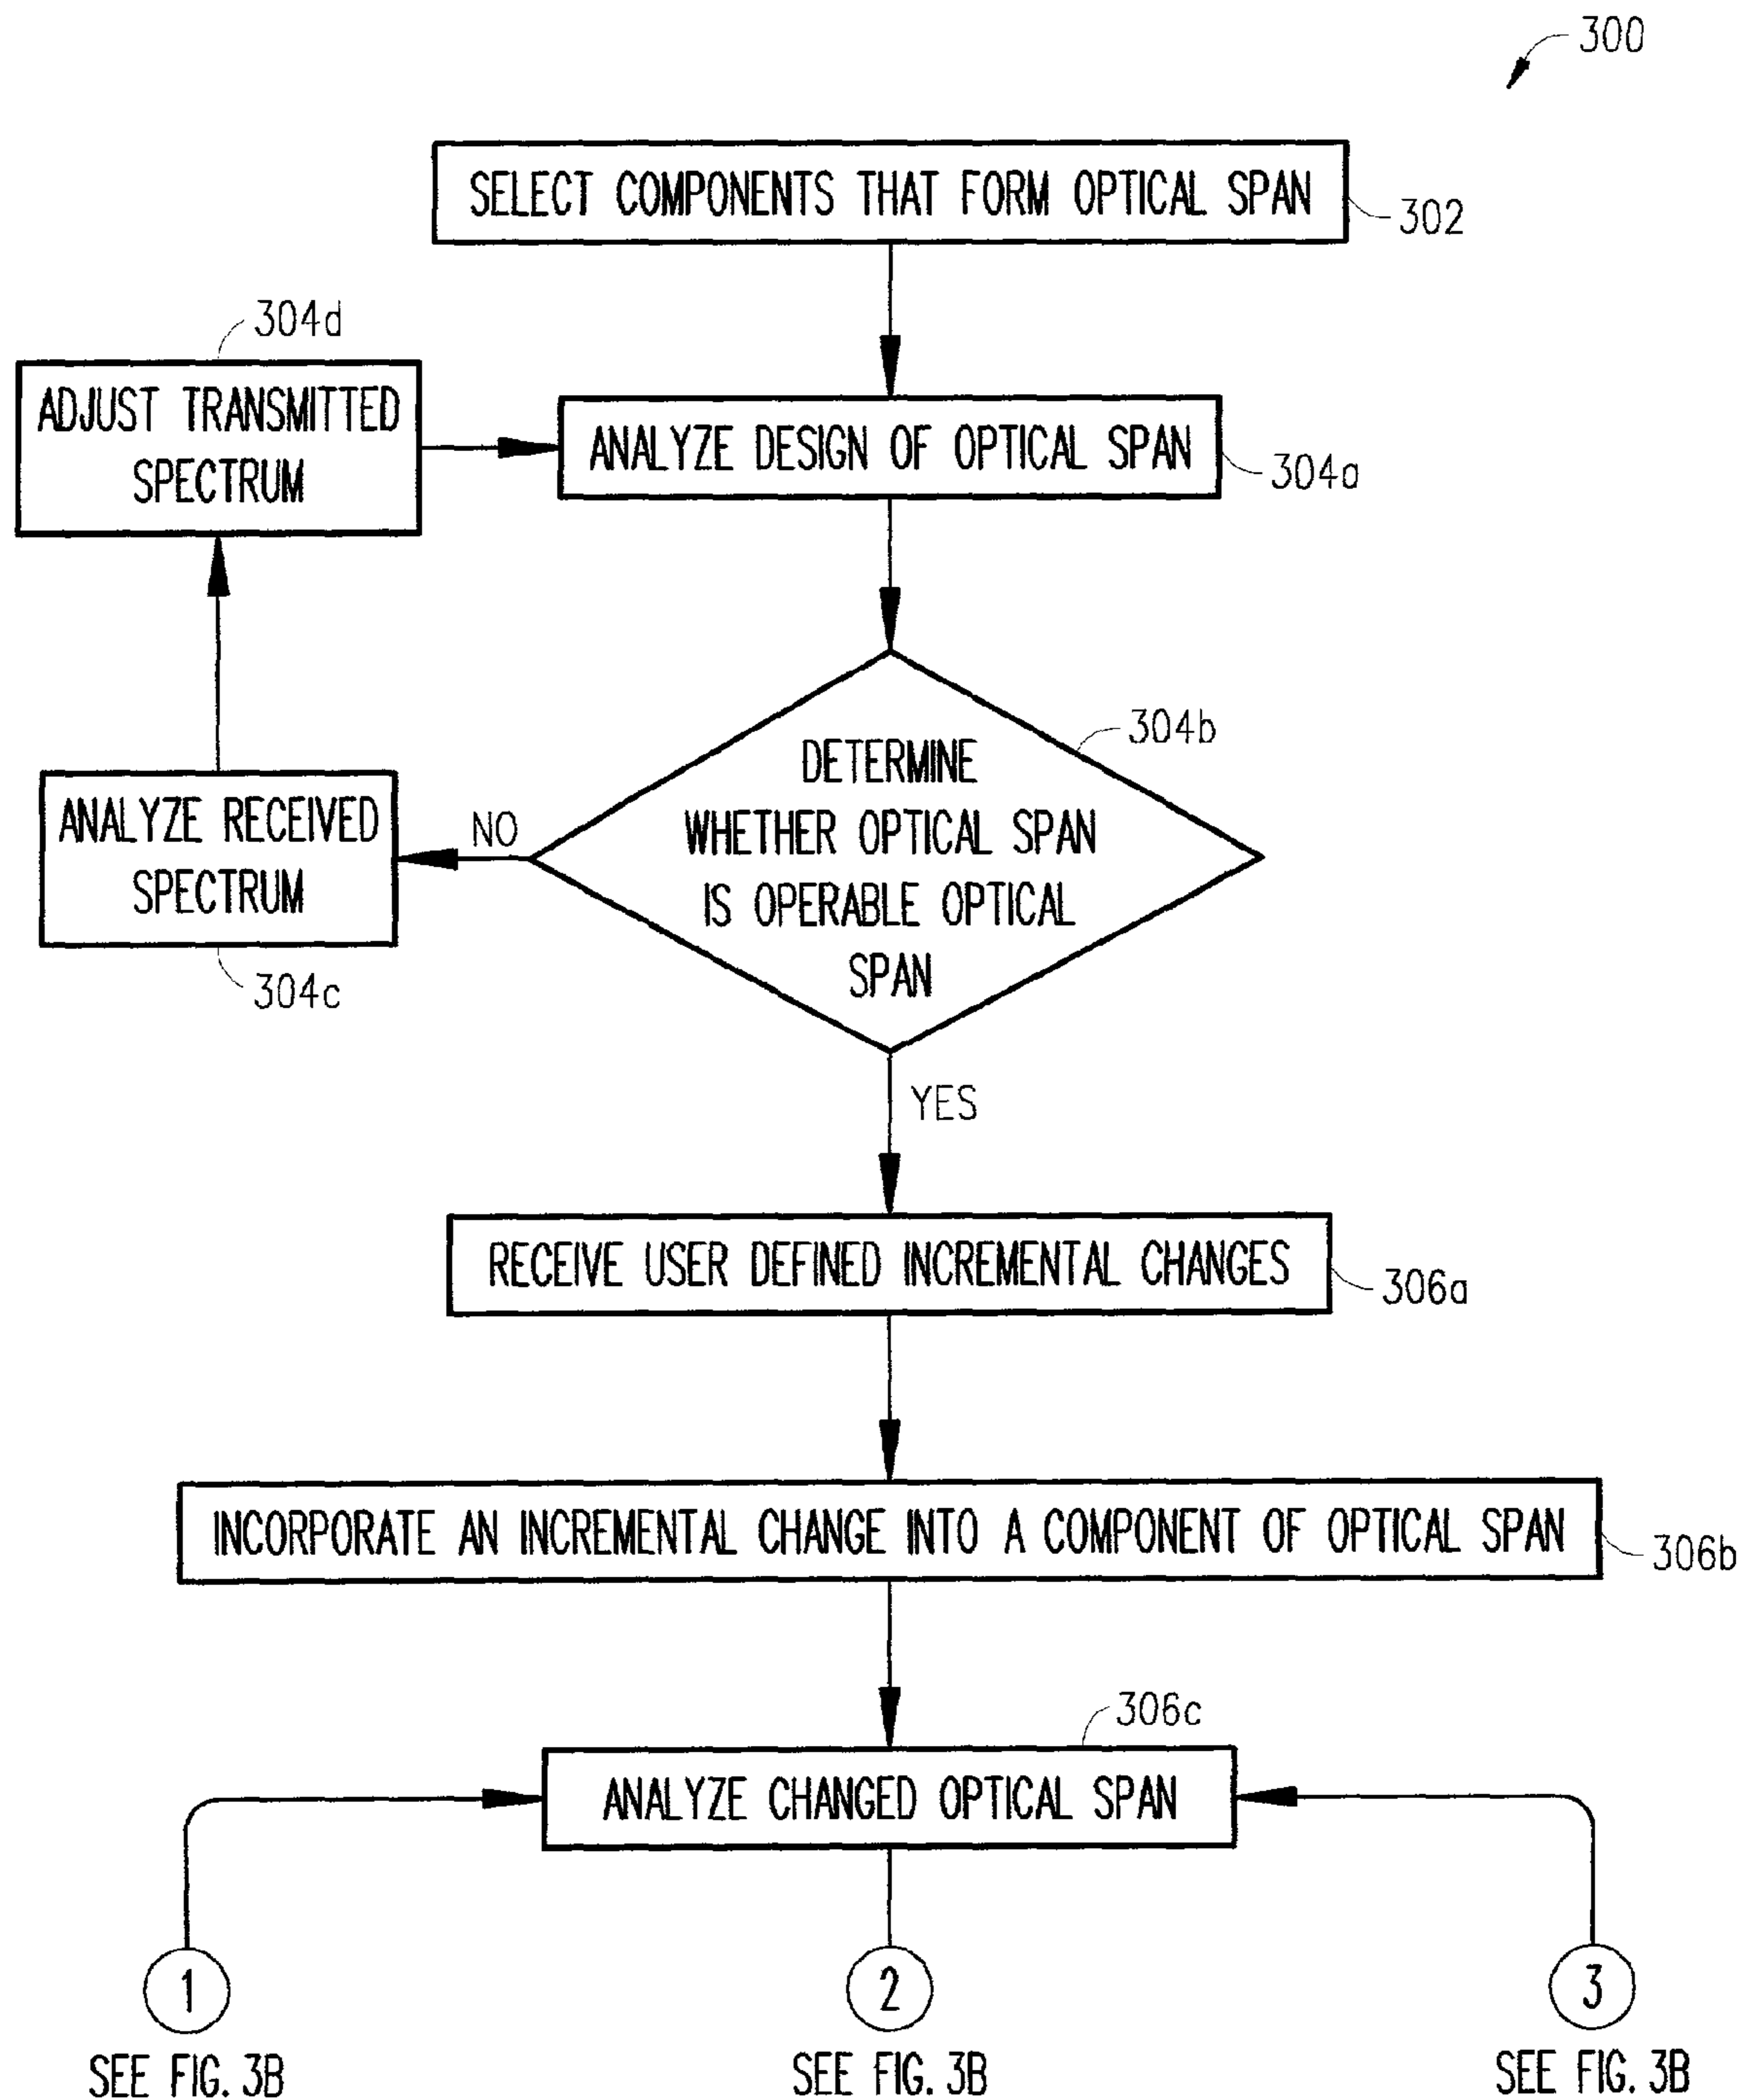 300
SELECT COMPONENTS THAT FORM OPTICAL SPAN
302
304d
ADJUST TRANSMITTED
SPECTRUM
ANALYZE DESIGN OF OPTICAL SPAN
304a
304b
DETERMINE
WHETHER OPTICAL SPAN
IS OPERABLE OPTICAL
SPAN
NO
ANALYZE RECEIVED
SPECTRUM
304c
YES
RECEIVE USER DEFINED INCREMENTAL CHANGES
306a
INCORPORATE AN INCREMENTAL CHANGE INTO A COMPONENT OF OPTICAL SPAN
306b
306c
ANALYZE CHANGED OPTICAL SPAN
1
2
3
SEE FIG. 3B
SEE FIG. 3B
SEE FIG. 3B